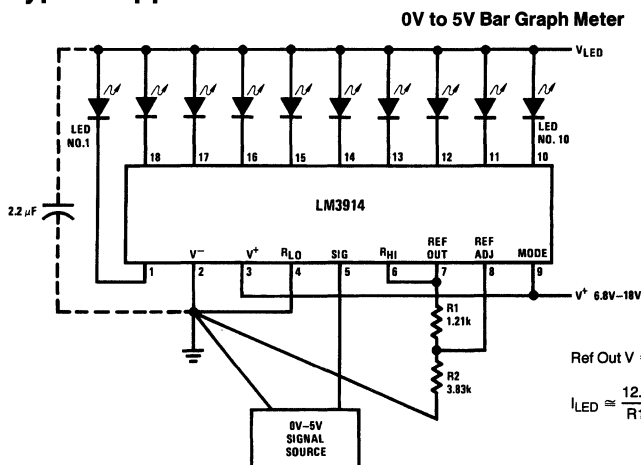 0V to 5V Bar Graph Meter
VLED
LED
NO.1
LED
NO. 10
18 17 16 15 14 13 12 11 10
2.2 µF
LM3914
V− V+ RLO SIG RHI REF OUT REF ADJ MODE
1 2 3 4 5 6 7 8 9
V+ 6.8V–18V
R1
1.21k
Ref Out V
R2
3.83k
ILED ≅ 12.
R1
0V–5V
SIGNAL
SOURCE